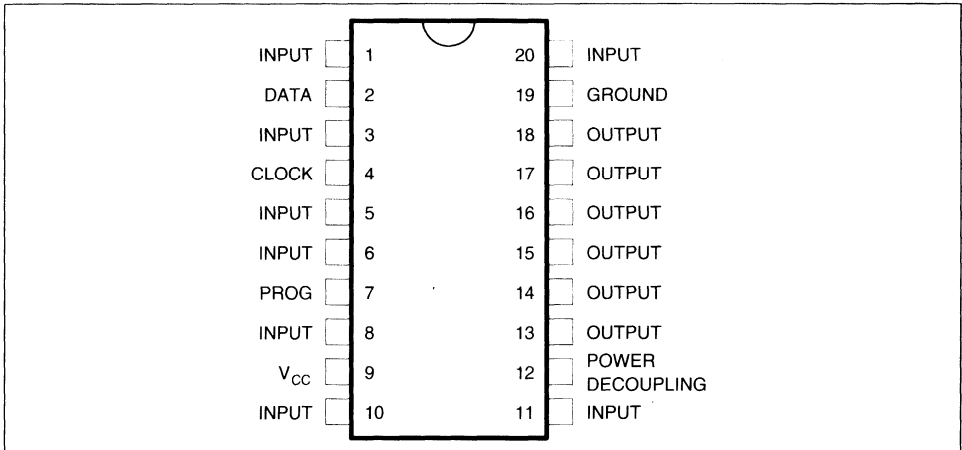 INPUT 1 20 INPUT
DATA 2 19 GROUND
INPUT 3 18 OUTPUT
CLOCK 4 17 OUTPUT
INPUT 5 16 OUTPUT
INPUT 6 15 OUTPUT
PROG 7 14 OUTPUT
INPUT 8 13 OUTPUT
VCC 9 12 POWER DECOUPLING
INPUT 10 11 INPUT